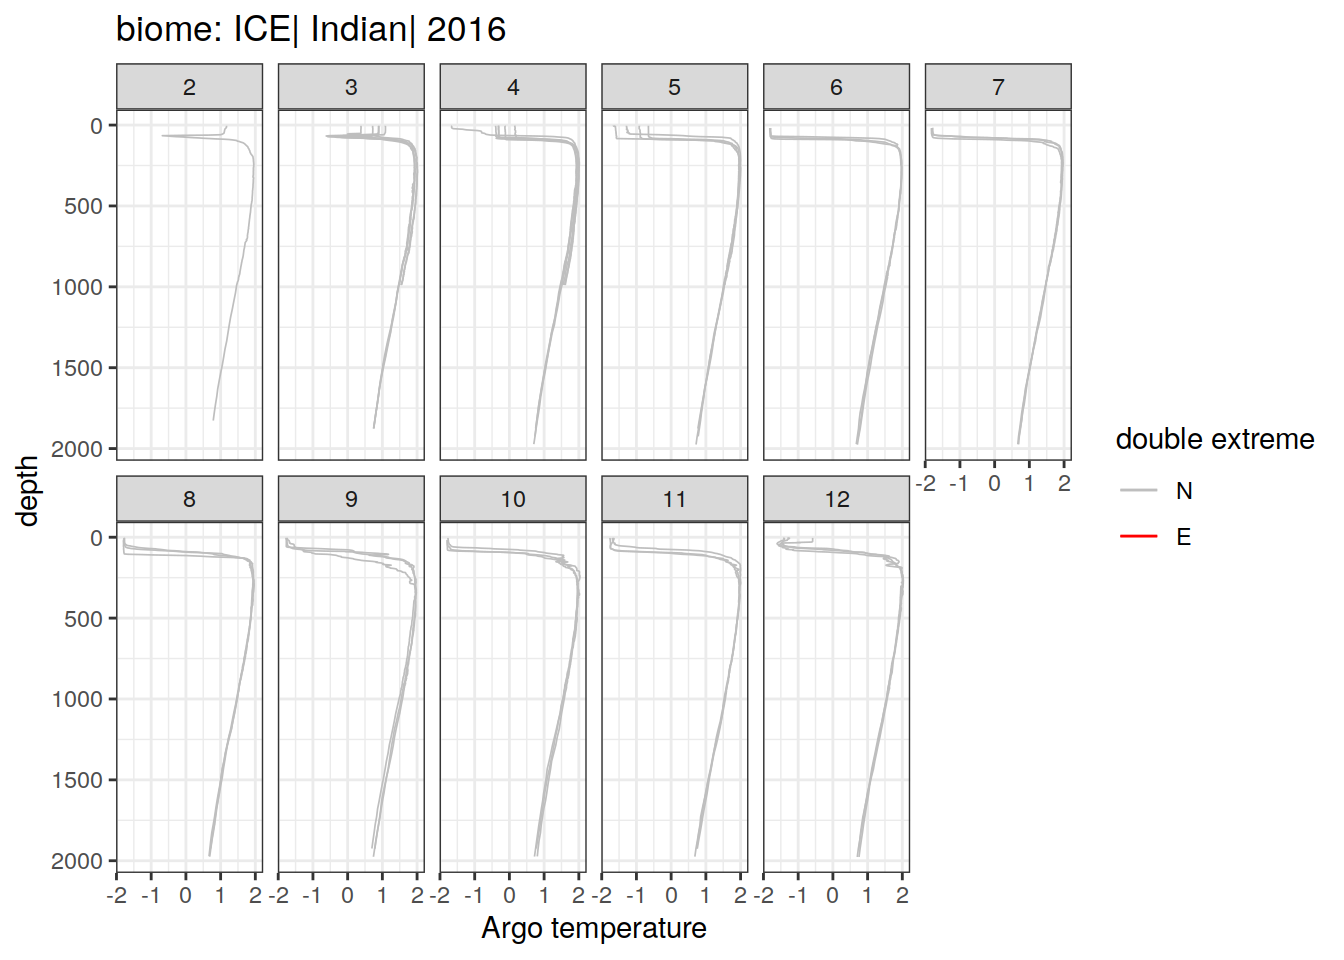 biome: ICE| Indian| 2016
2 3 4 5 6 7
0
500
1000
1500
2000
-2 -1 0 1 2
8 9 10 11 12
0
500
1000
1500
2000
-2 -1 0 1 2 -2 -1 0 1 2 -2 -1 0 1 2 -2 -1 0 1 2 -2 -1 0 1 2
Argo temperature
depth
double extreme
N
E